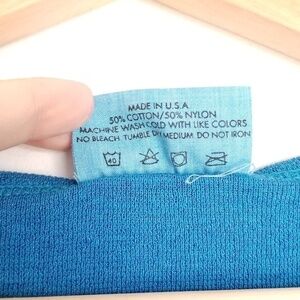 MADE IN U.S.A.
50% COTTON/50% NYLON
MACHINE WASH COLD WITH LIKE COLORS
NO BLEACH. TUMBLE DRY MEDIUM. DO NOT IRON
40